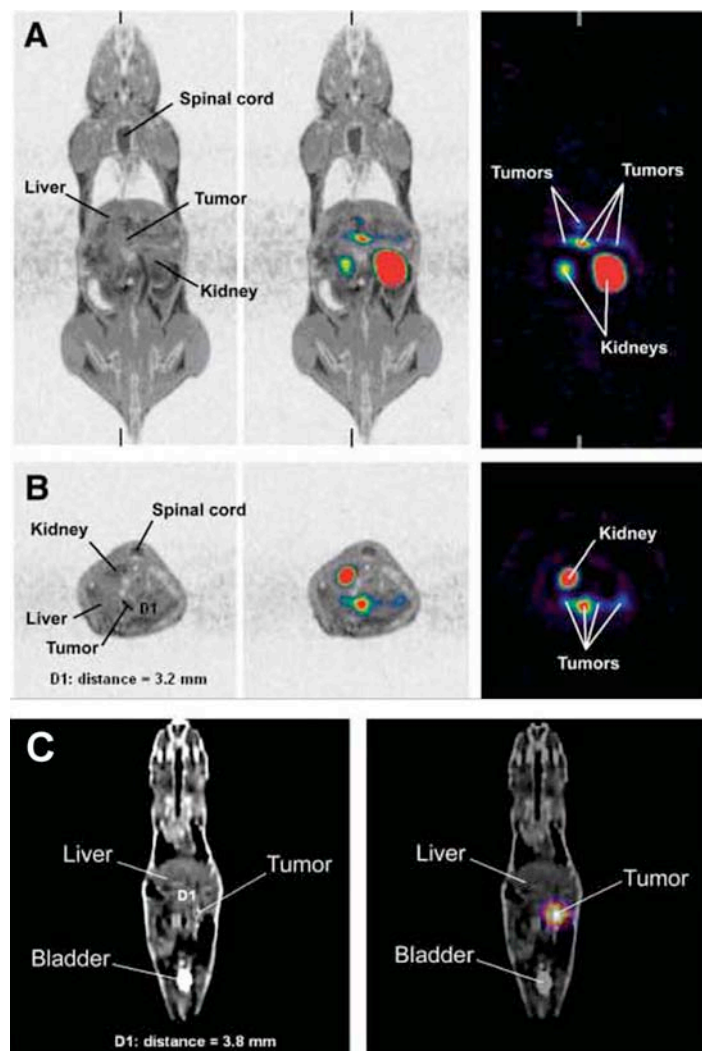 A
Spinal cord
Liver
Tumor
Kidney
Tumors
Tumors
Kidneys
B
Spinal cord
Kidney
Liver
D1
Tumor
D1: distance = 3.2 mm
Kidney
Tumors
C
Liver
Tumor
D1
Bladder
D1: distance = 3.8 mm
Liver
Tumor
Bladder